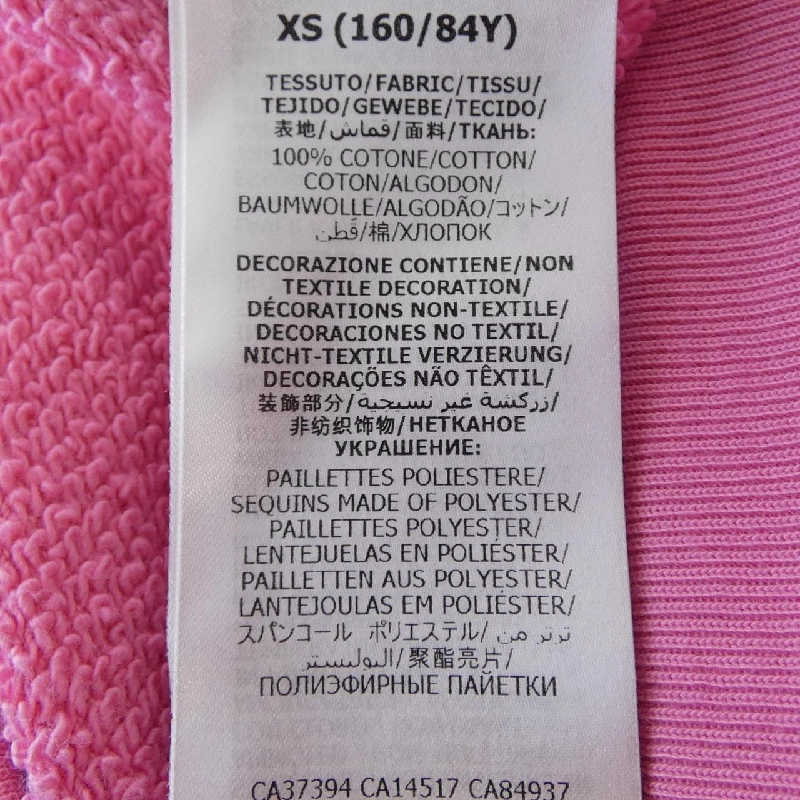 XS (160/84Y)
TESSUTO/FABRIC/TISSU/
TEJIDO/GEWEBE/TECIDO/
表地/قماش/面料/ТКАНЬ:
100% COTONE/COTTON/
COTON/ALGODON/
BAUMWOLLE/ALGODÃO/コットン/
قُطن/棉/ХЛОПОК
DECORAZIONE CONTIENE/NON
TEXTILE DECORATION/
DÉCORATIONS NON-TEXTILE/
DECORACIONES NO TEXTIL/
NICHT-TEXTILE VERZIERUNG/
DECORAÇÕES NÃO TÊXTIL/
装飾部分/زركشة غير نسيجية/
非纺织饰物/НЕТКАНОЕ
УКРАШЕНИЕ:
PAILLETTES POLIESTERE/
SEQUINS MADE OF POLYESTER/
PAILLETTES POLYESTER/
LENTEJUELAS EN POLIÉSTER/
PAILLETTEN AUS POLYESTER/
LANTEJOULAS EM POLIÉSTER/
スパンコール ポリエステル/ترتر من
البوليستر/聚酯亮片/
ПОЛИЭФИРНЫЕ ПАЙЕТКИ
CA37394 CA14517 CA84937